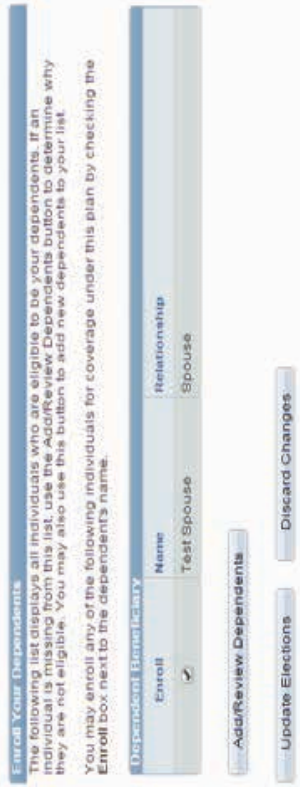 Enroll Your Dependents
The following list displays all individuals who are eligible to be your dependents. If an
individual is missing from this list, use the Add/Review Dependents button to determine why
they are not eligible. You may also use this button to add new dependents to your list.
You may enroll any of the following individuals for coverage under this plan by checking the
Enroll box next to the dependent's name.
Dependent Beneficiary
Enroll Name Relationship
Test Spouse Spouse
Add/Review Dependents
Update Elections Discard Changes